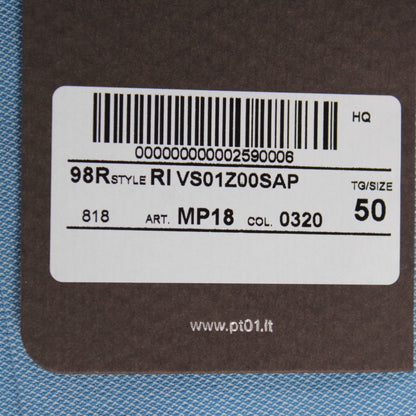 HQ
000000000002590006
98R STYLE RI VS01Z00SAP
TG/SIZE
818 ART. MP18 COL. 0320 50
www.pt01.it